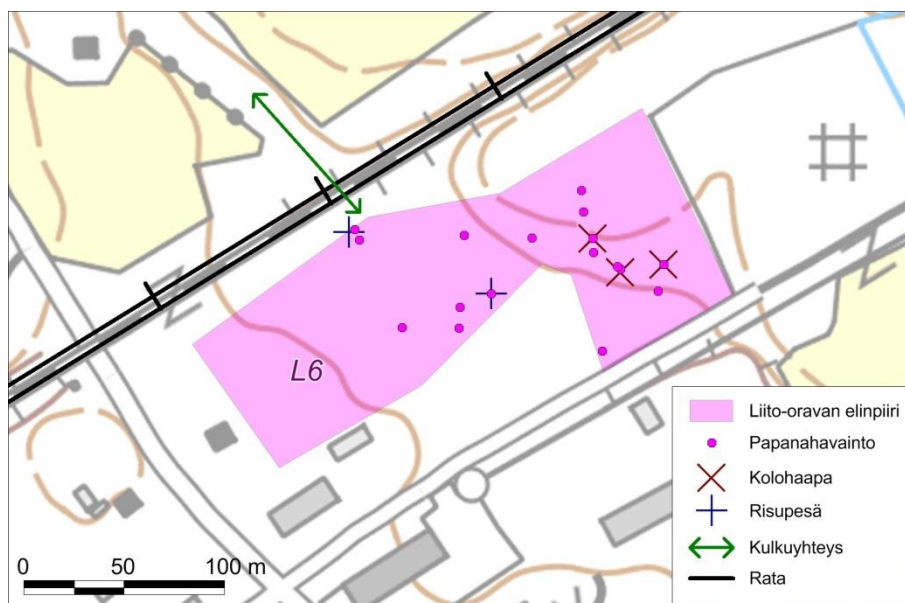 L6
Liito-oravan elinpiiri
Papanahavainto
Kolohaapa
Risupesä
Kulkuyhteys
Rata
0 50 100 m